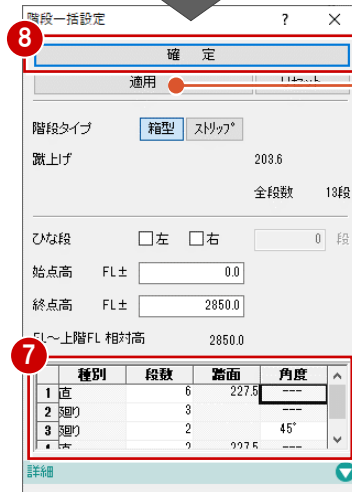 階段一括設定 ? ×
8
確 定
適用 リセット
階段タイプ 箱型 ストリップ
蹴上げ 203.6
全段数 13段
ひな段 左 右 0 段
始点高 FL± 0.0
終点高 FL± 2850.0
FL～上階FL 相対高 2850.0
7
種別 段数 踏面 角度
1 直 6 227.5 ---
2 廻り 3 ---
3 廻り 2 45°
4 直 2 227.5 ---
詳細